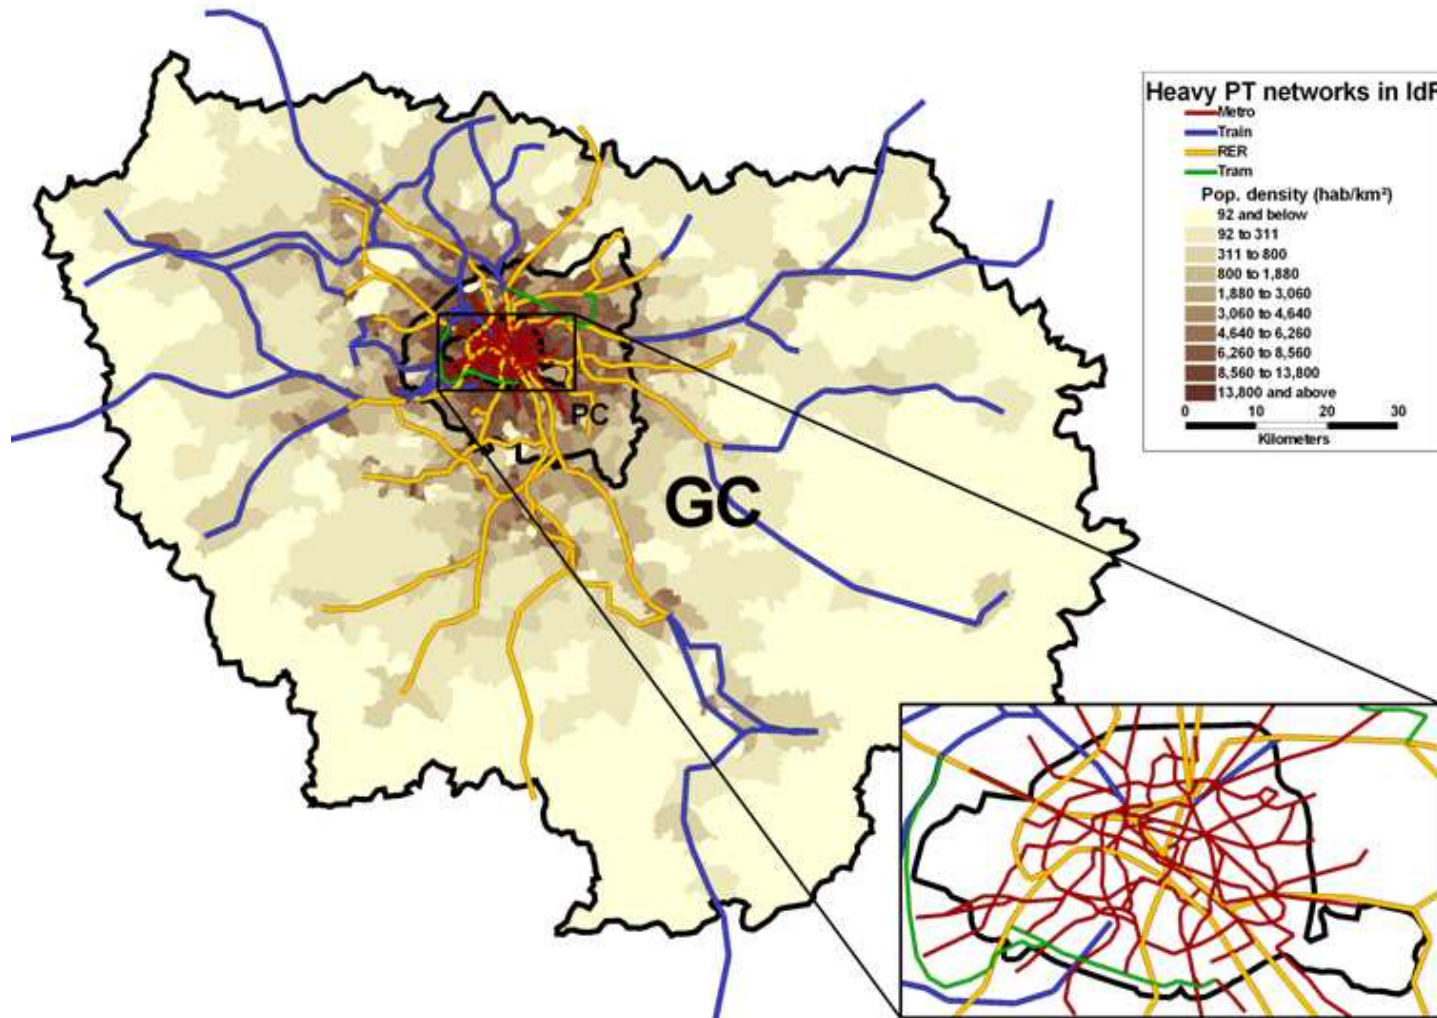 Heavy PT networks in IdF
Metro
Train
RER
Tram
Pop. density (hab/km²)
92 and below
92 to 311
311 to 800
800 to 1,880
1,880 to 3,060
3,060 to 4,640
4,640 to 6,260
6,260 to 8,560
8,560 to 13,800
13,800 and above
0 10 20 30
Kilometers
PC
GC